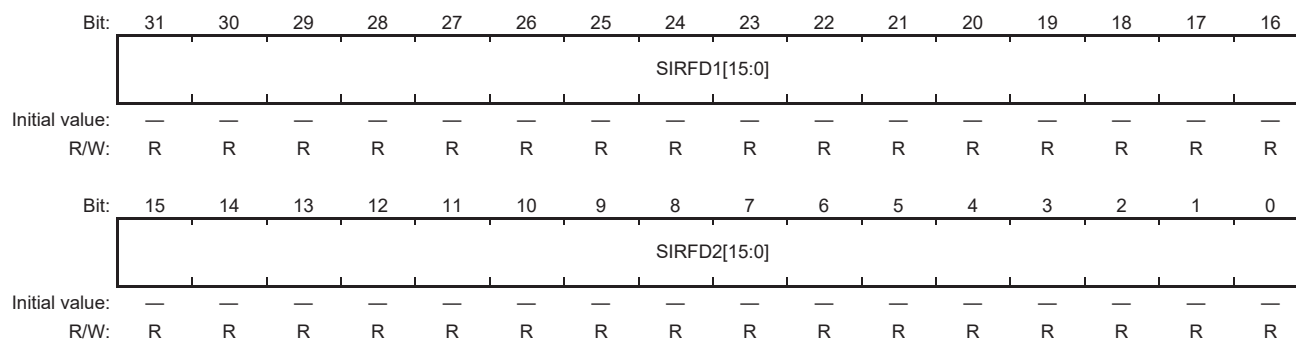 Bit: 31 30 29 28 27 26 25 24 23 22 21 20 19 18 17 16
SIRFD1[15:0]
Initial value: — — — — — — — — — — — — — — — —
R/W: R R R R R R R R R R R R R R R R
Bit: 15 14 13 12 11 10 9 8 7 6 5 4 3 2 1 0
SIRFD2[15:0]
Initial value: — — — — — — — — — — — — — — — —
R/W: R R R R R R R R R R R R R R R R